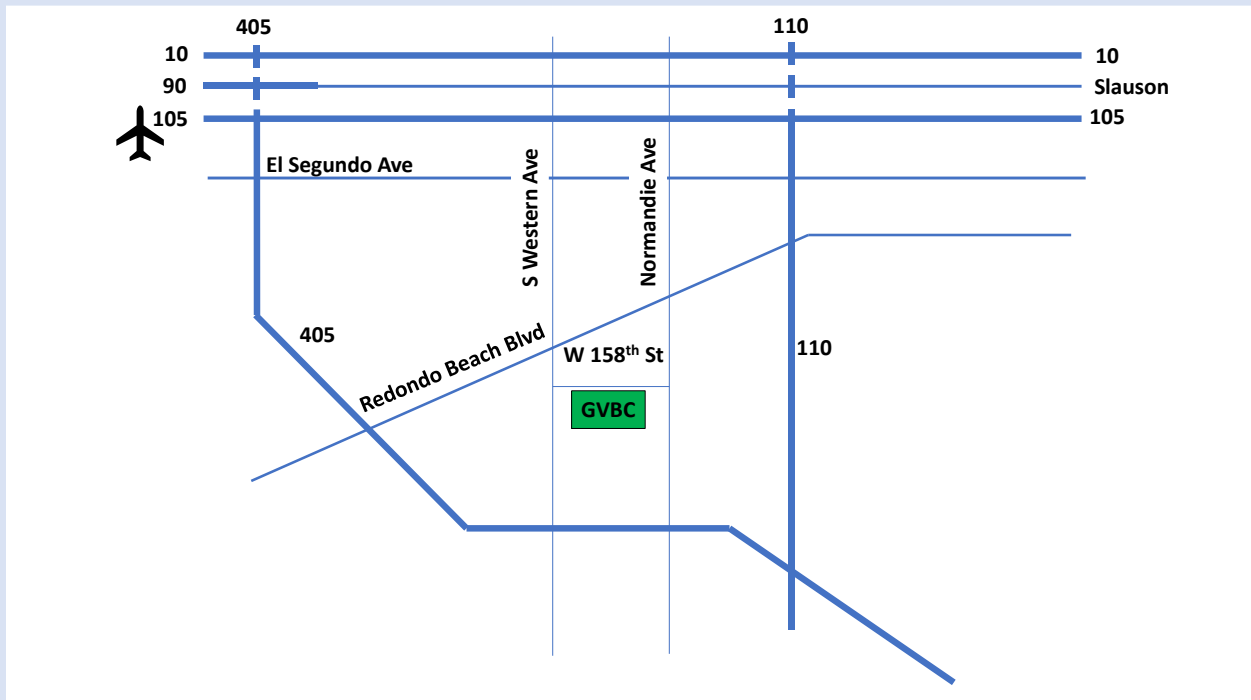 405
110
10
10
90
Slauson
105
105
El Segundo Ave
S Western Ave
Normandie Ave
405
Redondo Beach Blvd
W 158th St
110
GVBC